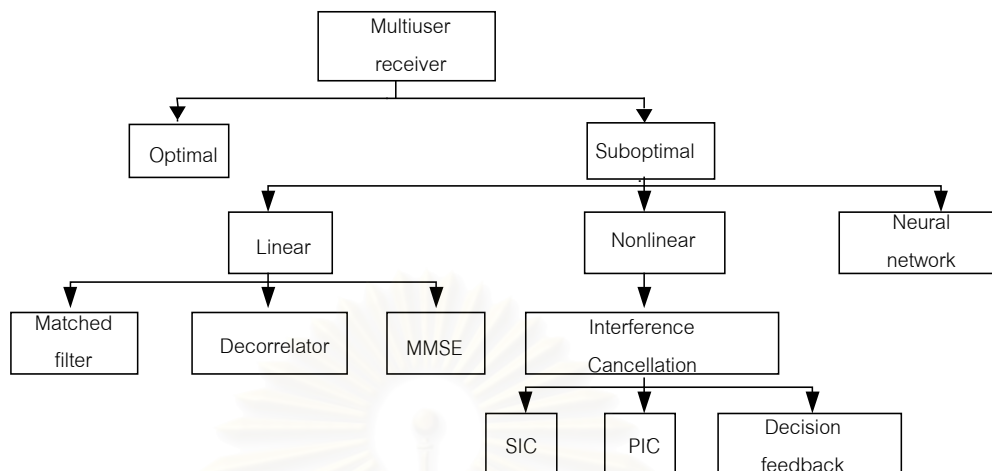 Multiuser
receiver
Optimal
Suboptimal
Linear
Nonlinear
Neural
network
Matched
filter
Decorrelator
MMSE
Interference
Cancellation
SIC
PIC
Decision
feedback